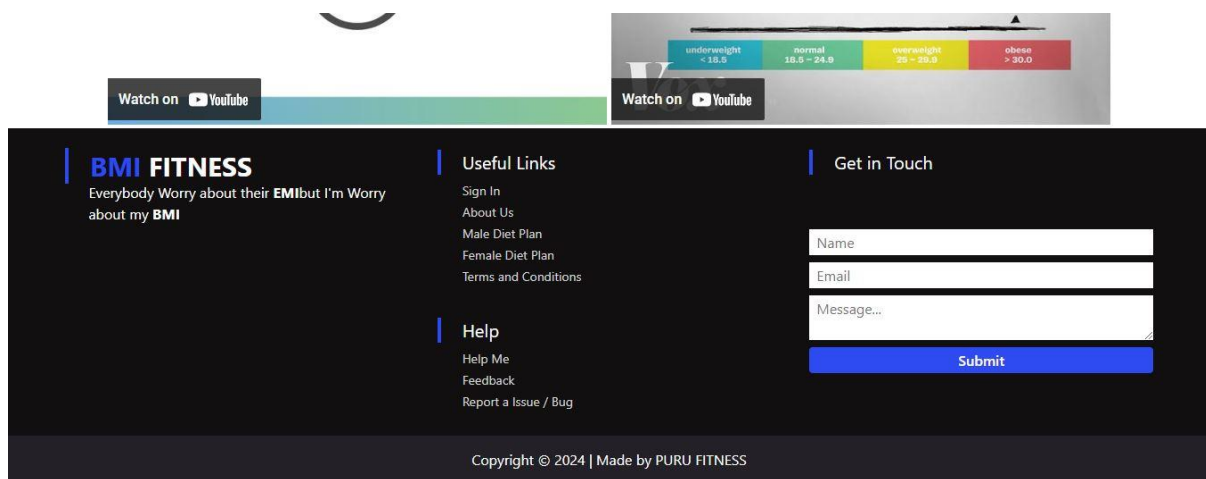 underweight
< 18.5
normal
18.5 – 24.9
overweight
25 – 29.9
obese
> 30.0
Vox
Watch on YouTube
Watch on YouTube
BMI FITNESS
Everybody Worry about their EMIbut I'm Worry
about my BMI
Useful Links
Sign In
About Us
Male Diet Plan
Female Diet Plan
Terms and Conditions
Help
Help Me
Feedback
Report a Issue / Bug
Get in Touch
Name
Email
Message...
Submit
Copyright © 2024 | Made by PURU FITNESS